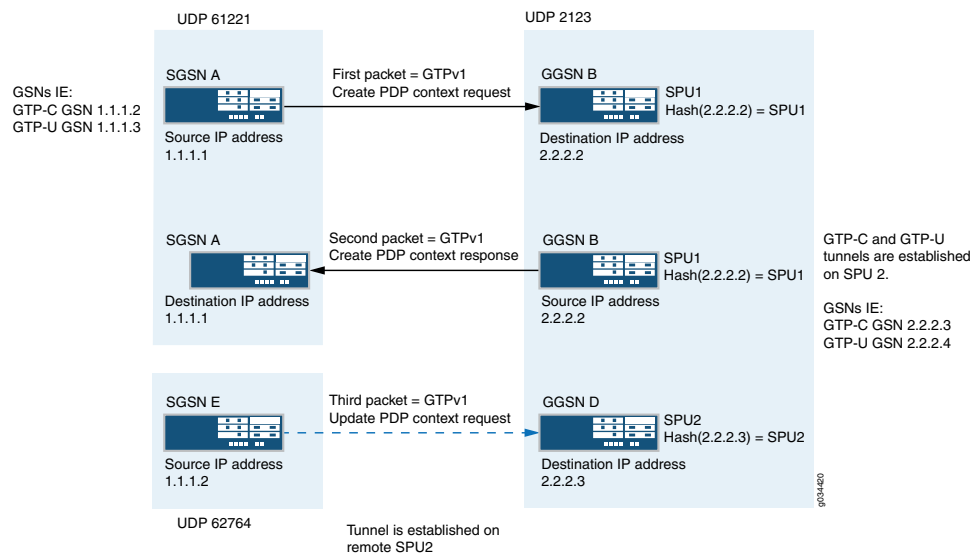 UDP 61221
UDP 2123
GSNs IE:
GTP-C GSN 1.1.1.2
GTP-U GSN 1.1.1.3
SGSN A
Source IP address
1.1.1.1
First packet = GTPv1
Create PDP context request
GGSN B
SPU1
Hash(2.2.2.2) = SPU1
Destination IP address
2.2.2.2
SGSN A
Destination IP address
1.1.1.1
Second packet = GTPv1
Create PDP context response
GGSN B
SPU1
Hash(2.2.2.2) = SPU1
Source IP address
2.2.2.2
GTP-C and GTP-U
tunnels are established
on SPU 2.
GSNs IE:
GTP-C GSN 2.2.2.3
GTP-U GSN 2.2.2.4
SGSN E
Source IP address
1.1.1.2
Third packet = GTPv1
Update PDP context request
GGSN D
SPU2
Hash(2.2.2.3) = SPU2
Destination IP address
2.2.2.3
UDP 62764
Tunnel is established on
remote SPU2
g034420